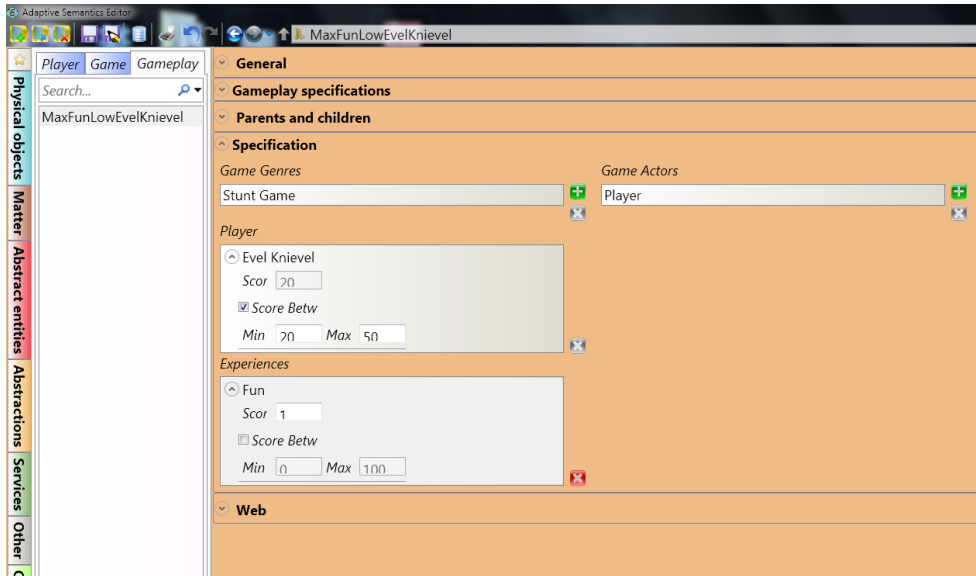 Adaptive Semantics Editor
MaxFunLowEvelKnievel
Player Game Gameplay
Search...
MaxFunLowEvelKnievel
Physical objects
Matter
Abstract entities
Abstractions
Services
Other
General
Gameplay specifications
Parents and children
Specification
Game Genres Game Actors
Stunt Game Player
Player
Evel Knievel
Scor 20
Score Betw
Min 20 Max 50
Experiences
Fun
Scor 1
Score Betw
Min 0 Max 100
Web